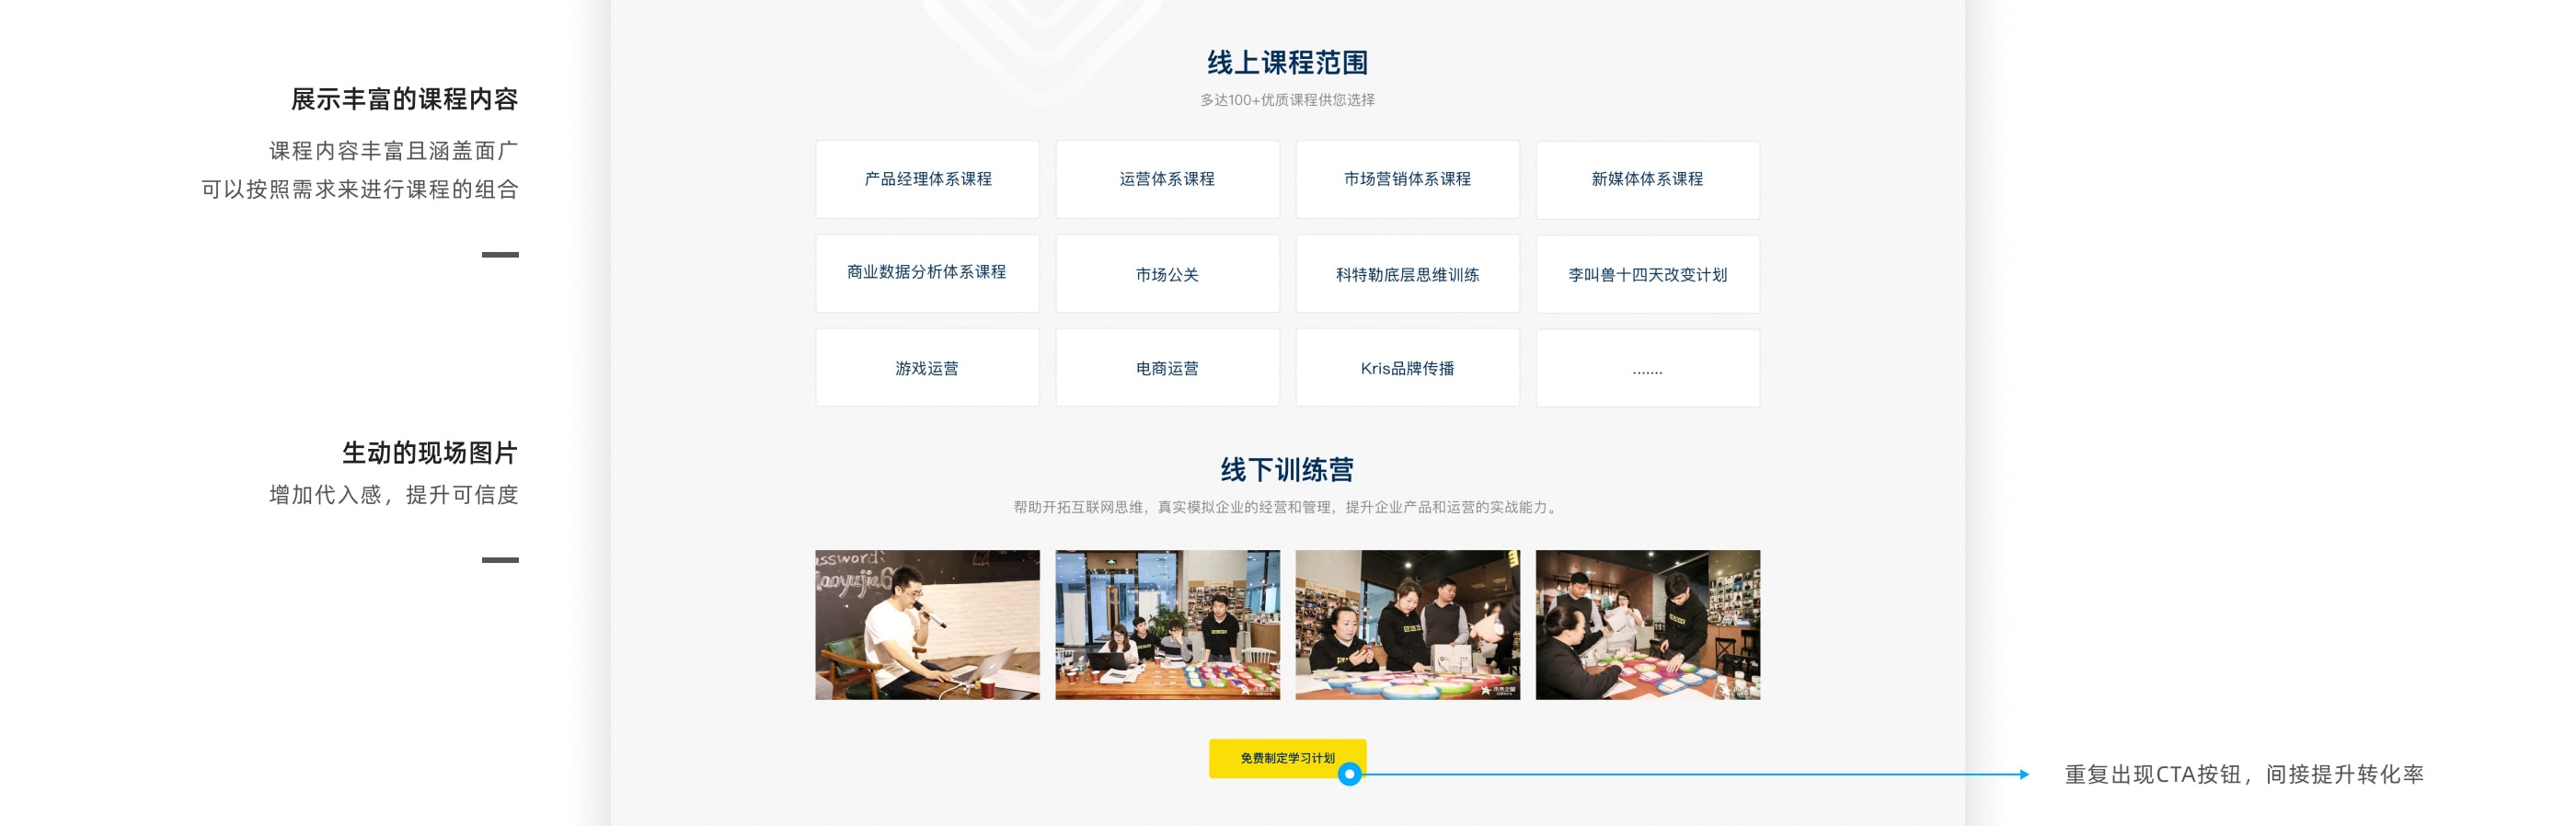 展示丰富的课程内容
课程内容丰富且涵盖面广
可以按照需求来进行课程的组合
生动的现场图片
增加代入感，提升可信度
线上课程范围
多达100+优质课程供您选择
产品经理体系课程
运营体系课程
市场营销体系课程
新媒体体系课程
商业数据分析体系课程
市场公关
科特勒底层思维训练
李叫兽十四天改变计划
游戏运营
电商运营
Kris品牌传播
.......
线下训练营
帮助开拓互联网思维，真实模拟企业的经营和管理，提升企业产品和运营的实战能力。
免费制定学习计划
重复出现CTA按钮，间接提升转化率